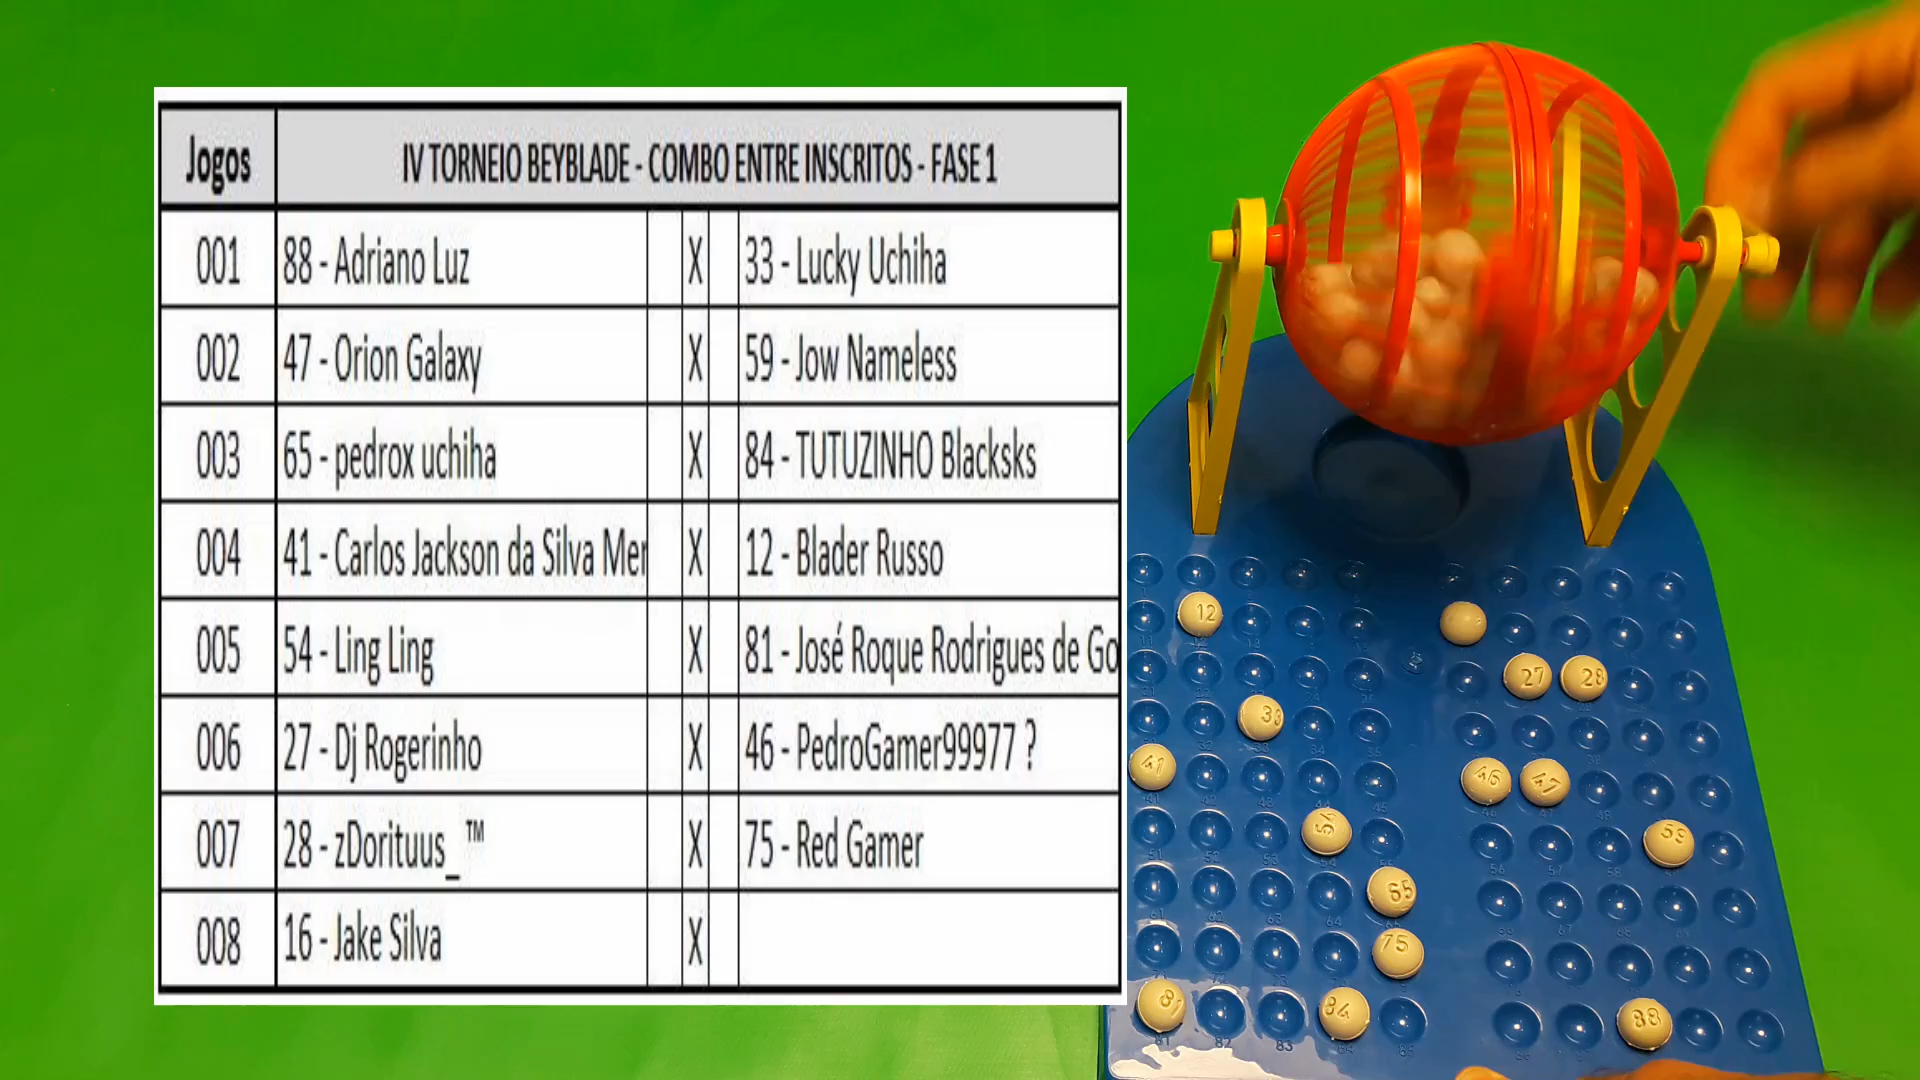 Jogos IV TORNEIO BEYBLADE - COMBO ENTRE INSCRITOS - FASE 1
001 88 - Adriano Luz X 33 - Lucky Uchiha
002 47 - Orion Galaxy X 59 - Jow Nameless
003 65 - pedrox uchiha X 84 - TUTUZINHO Blacksks
004 41 - Carlos Jackson da Silva Mer X 12 - Blader Russo
005 54 - Ling Ling X 81 - José Roque Rodrigues de Go
006 27 - Dj Rogerinho X 46 - PedroGamer99977 ?
007 28 - zDorituus_™ X 75 - Red Gamer
008 16 - Jake Silva X
12
27 28
33
41 46 47
54 59
65
75
81 84 88